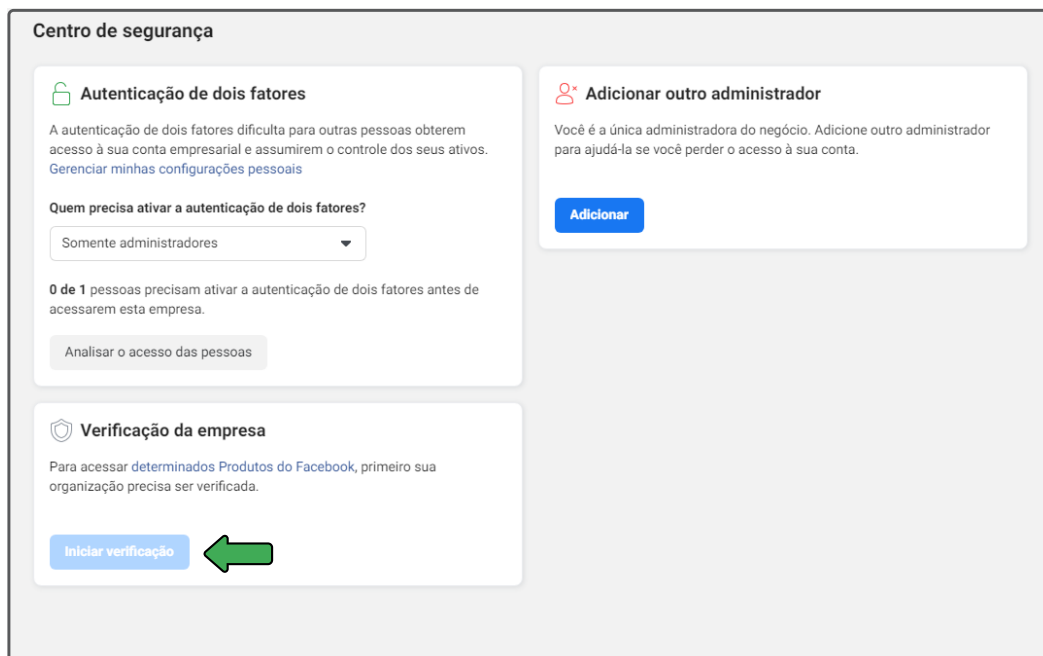 Centro de segurança
Autenticação de dois fatores
A autenticação de dois fatores dificulta para outras pessoas obterem
acesso à sua conta empresarial e assumirem o controle dos seus ativos.
Gerenciar minhas configurações pessoais
Quem precisa ativar a autenticação de dois fatores?
Somente administradores
0 de 1 pessoas precisam ativar a autenticação de dois fatores antes de
acessarem esta empresa.
Analisar o acesso das pessoas
Adicionar outro administrador
Você é a única administradora do negócio. Adicione outro administrador
para ajudá-la se você perder o acesso à sua conta.
Adicionar
Verificação da empresa
Para acessar determinados Produtos do Facebook, primeiro sua
organização precisa ser verificada.
Iniciar verificação